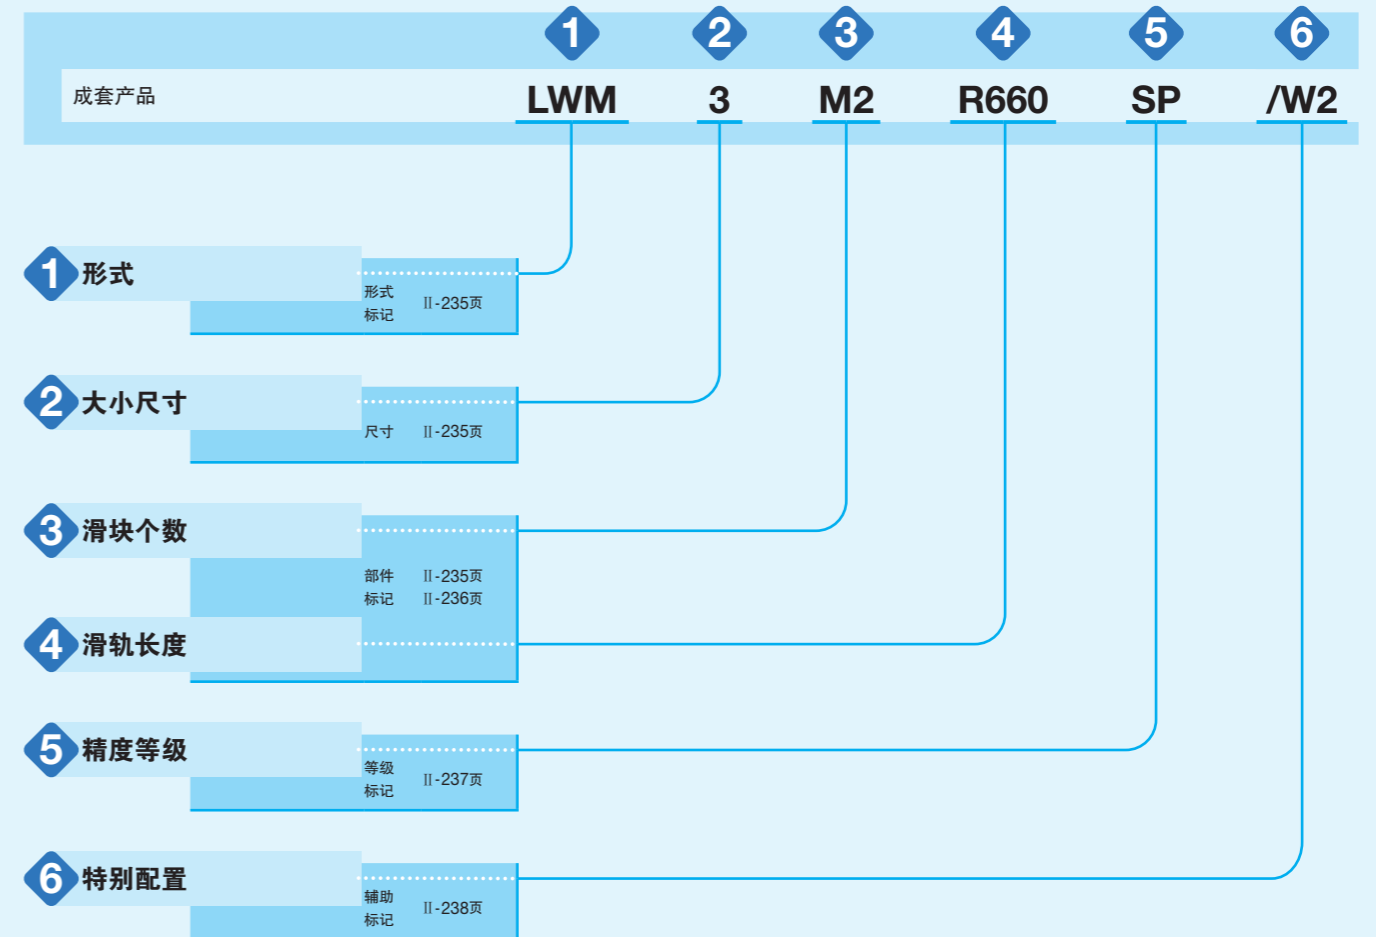 1 2 3 4 5 6
成套产品 LWM 3 M2 R660 SP /W2
1 形式
形式 II-235页
标记
2 大小尺寸
尺寸 II-235页
3 滑块个数
部件 II-235页
标记 II-236页
4 滑轨长度
5 精度等级
等级 II-237页
标记
6 特别配置
辅助 II-238页
标记